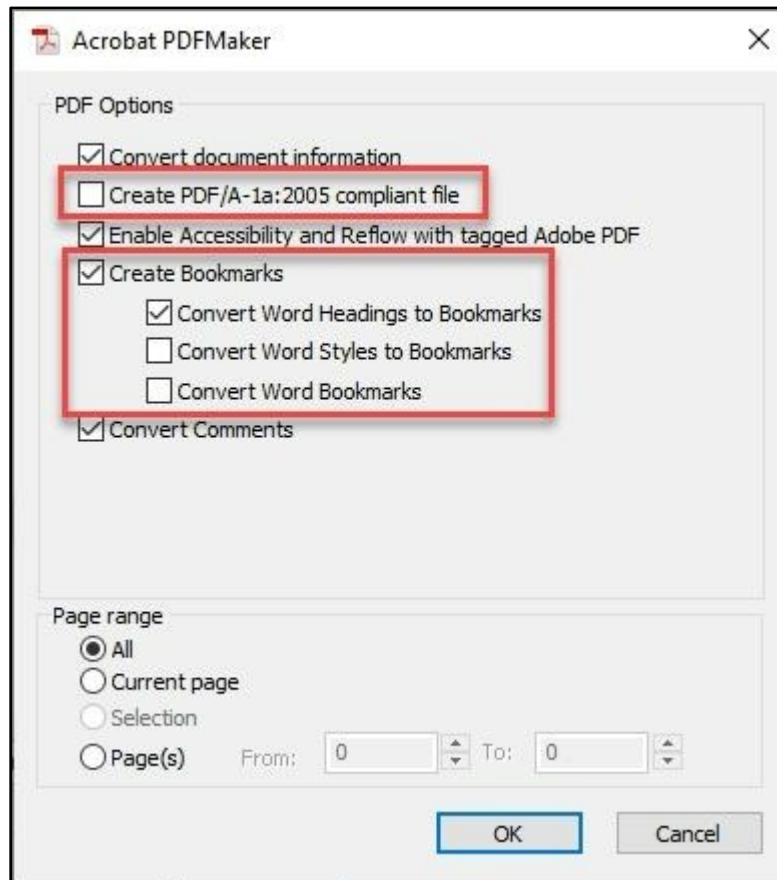 Acrobat PDFMaker
PDF Options
Convert document information
Create PDF/A-1a:2005 compliant file
Enable Accessibility and Reflow with tagged Adobe PDF
Create Bookmarks
Convert Word Headings to Bookmarks
Convert Word Styles to Bookmarks
Convert Word Bookmarks
Convert Comments
Page range
All
Current page
Selection
Page(s) From: 0 To: 0
OK Cancel